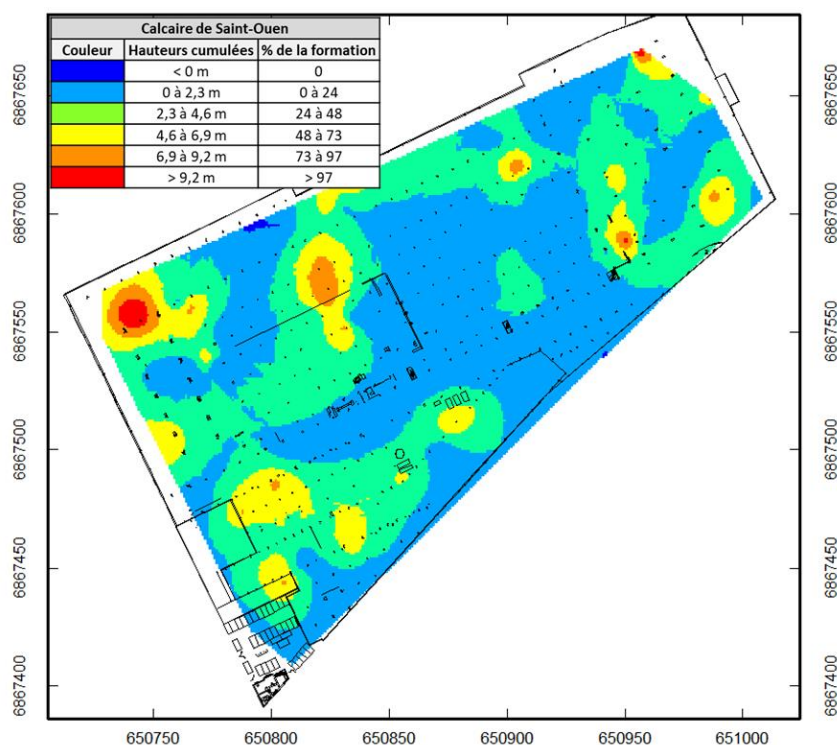 Calcaire de Saint-Ouen
Couleur Hauteurs cumulées % de la formation
< 0 m 0
0 à 2,3 m 0 à 24
2,3 à 4,6 m 24 à 48
4,6 à 6,9 m 48 à 73
6,9 à 9,2 m 73 à 97
> 9,2 m > 97
6867650 6867650
6867600 6867600
6867550 6867550
6867500 6867500
6867450 6867450
6867400 6867400
650750 650800 650850 650900 650950 651000